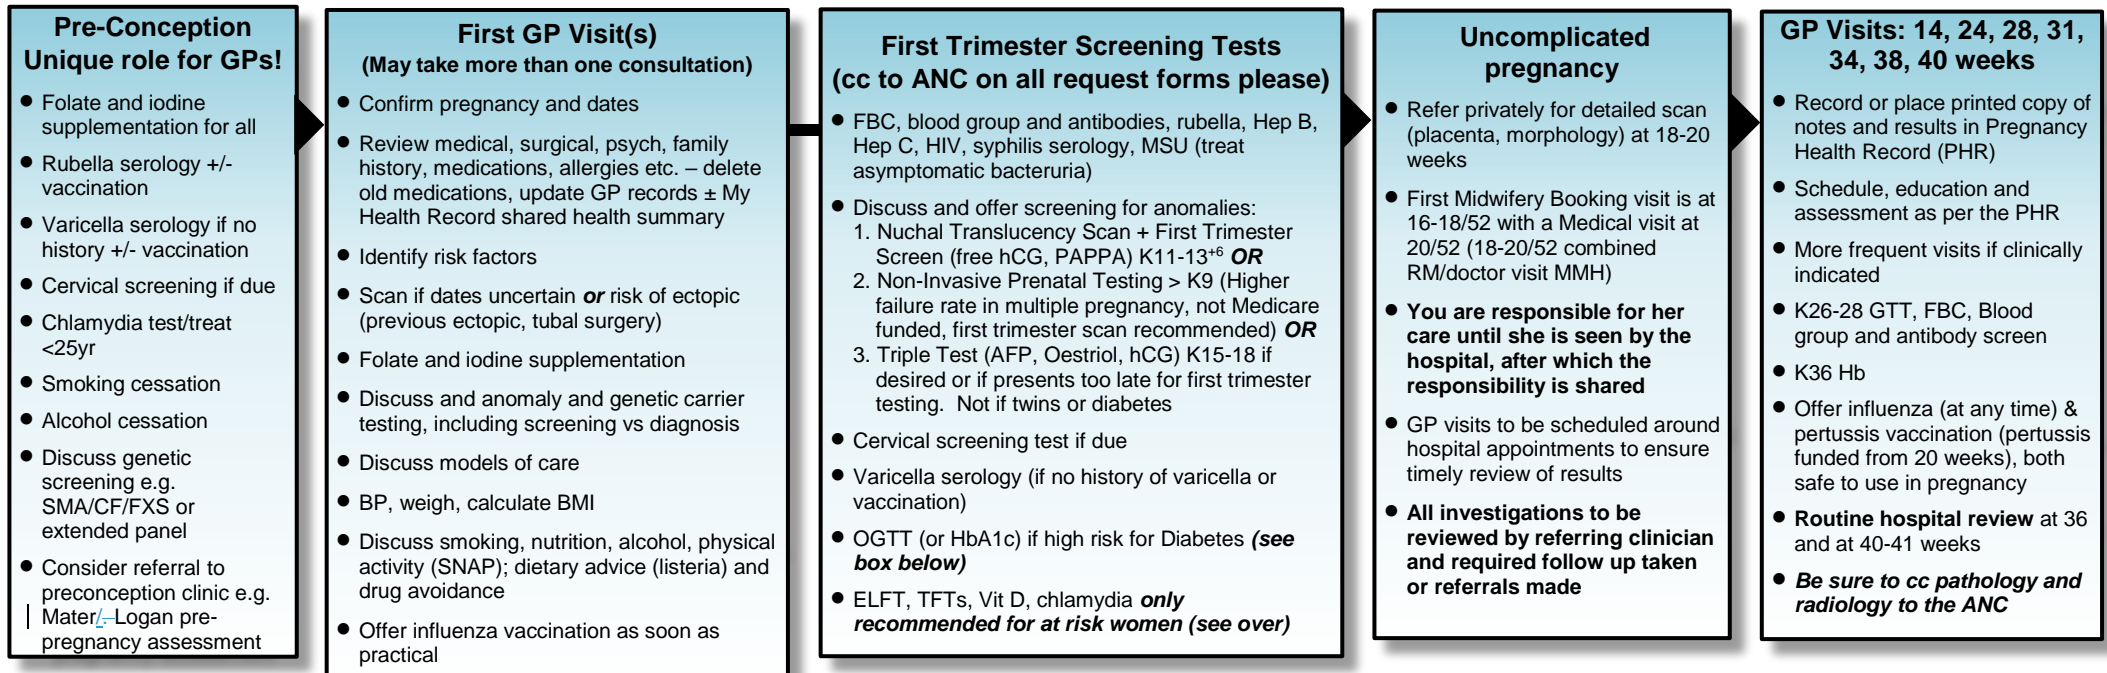 Pre-Conception
Unique role for GPs!
● Folate and iodine
supplementation for all
● Rubella serology +/-
vaccination
● Varicella serology if no
history +/- vaccination
● Cervical screening if due
● Chlamydia test/treat
<25yr
● Smoking cessation
● Alcohol cessation
● Discuss genetic
screening e.g.
SMA/CF/FXS or
extended panel
● Consider referral to
preconception clinic e.g.
Mater/. Logan pre-
pregnancy assessment
First GP Visit(s)
(May take more than one consultation)
● Confirm pregnancy and dates
● Review medical, surgical, psych, family
history, medications, allergies etc. – delete
old medications, update GP records ± My
Health Record shared health summary
● Identify risk factors
● Scan if dates uncertain or risk of ectopic
(previous ectopic, tubal surgery)
● Folate and iodine supplementation
● Discuss and anomaly and genetic carrier
testing, including screening vs diagnosis
● Discuss models of care
● BP, weigh, calculate BMI
● Discuss smoking, nutrition, alcohol, physical
activity (SNAP); dietary advice (listeria) and
drug avoidance
● Offer influenza vaccination as soon as
practical
First Trimester Screening Tests
(cc to ANC on all request forms please)
● FBC, blood group and antibodies, rubella, Hep B,
Hep C, HIV, syphilis serology, MSU (treat
asymptomatic bacteruria)
● Discuss and offer screening for anomalies:
1. Nuchal Translucency Scan + First Trimester
Screen (free hCG, PAPPA) K11-13+6 OR
2. Non-Invasive Prenatal Testing > K9 (Higher
failure rate in multiple pregnancy, not Medicare
funded, first trimester scan recommended) OR
3. Triple Test (AFP, Oestriol, hCG) K15-18 if
desired or if presents too late for first trimester
testing. Not if twins or diabetes
● Cervical screening test if due
● Varicella serology (if no history of varicella or
vaccination)
● OGTT (or HbA1c) if high risk for Diabetes (see
box below)
● ELFT, TFTs, Vit D, chlamydia only
recommended for at risk women (see over)
Uncomplicated
pregnancy
● Refer privately for detailed scan
(placenta, morphology) at 18-20
weeks
● First Midwifery Booking visit is at
16-18/52 with a Medical visit at
20/52 (18-20/52 combined
RM/doctor visit MMH)
● You are responsible for her
care until she is seen by the
hospital, after which the
responsibility is shared
● GP visits to be scheduled around
hospital appointments to ensure
timely review of results
● All investigations to be
reviewed by referring clinician
and required follow up taken
or referrals made
GP Visits: 14, 24, 28, 31,
34, 38, 40 weeks
● Record or place printed copy of
notes and results in Pregnancy
Health Record (PHR)
● Schedule, education and
assessment as per the PHR
● More frequent visits if clinically
indicated
● K26-28 GTT, FBC, Blood
group and antibody screen
● K36 Hb
● Offer influenza (at any time) &
pertussis vaccination (pertussis
funded from 20 weeks), both
safe to use in pregnancy
● Routine hospital review at 36
and at 40-41 weeks
● Be sure to cc pathology and
radiology to the ANC